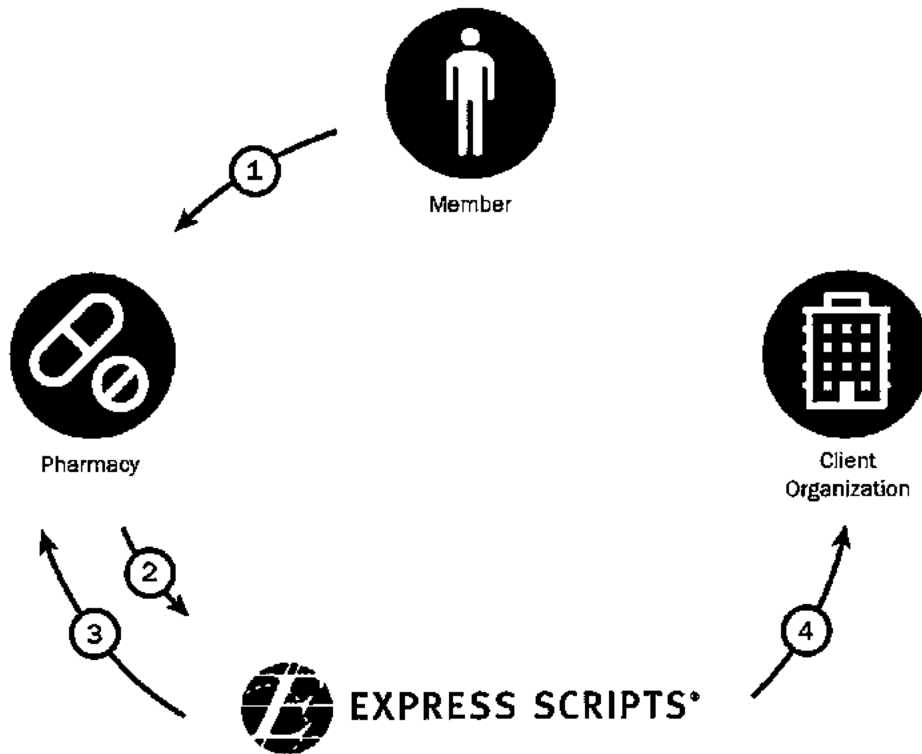 1
Member
Pharmacy
Client
Organization
2
3
4
EXPRESS SCRIPTS®